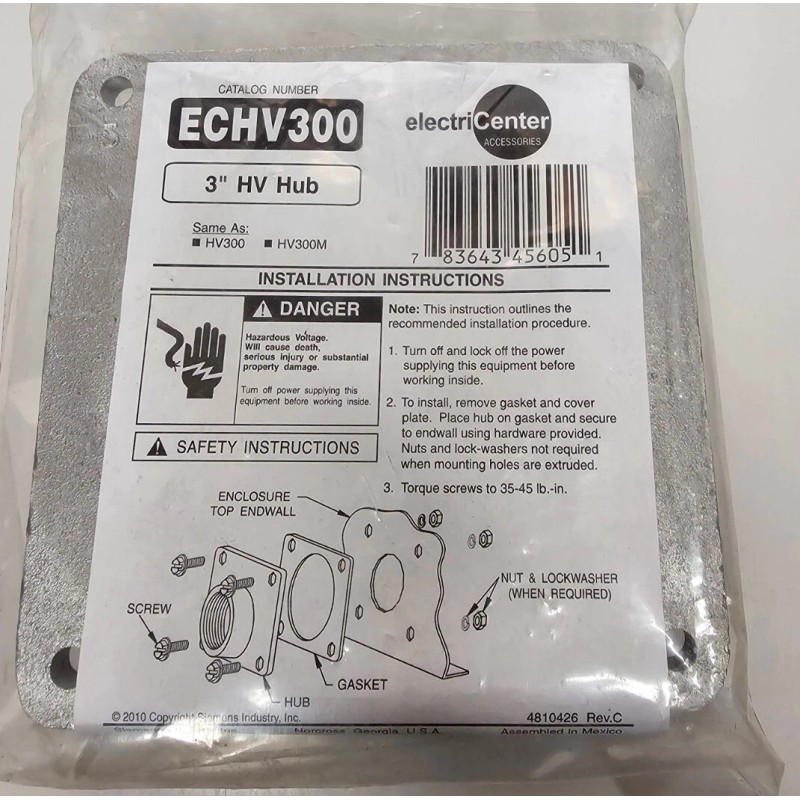 CATALOG NUMBER
ECHV300
electriCenter
ACCESSORIES
3" HV Hub
Same As:
■ HV300 ■ HV300M
7 83643 45605 1
INSTALLATION INSTRUCTIONS
⚠ DANGER
Hazardous Voltage.
Will cause death,
serious injury or substantial
property damage.
Turn off power supplying this
equipment before working inside.
⚠ SAFETY INSTRUCTIONS
Note: This instruction outlines the
recommended installation procedure.
1. Turn off and lock off the power
supplying this equipment before
working inside.
2. To install, remove gasket and cover
plate. Place hub on gasket and secure
to endwall using hardware provided.
Nuts and lock-washers not required
when mounting holes are extruded.
3. Torque screws to 35-45 lb.-in.
ENCLOSURE
TOP ENDWALL
NUT & LOCKWASHER
(WHEN REQUIRED)
SCREW
GASKET
HUB
© 2010 Copyright Siemens Industry, Inc.
4810426 Rev.C
Norcross, Georgia, U.S.A.
Assembled in Mexico